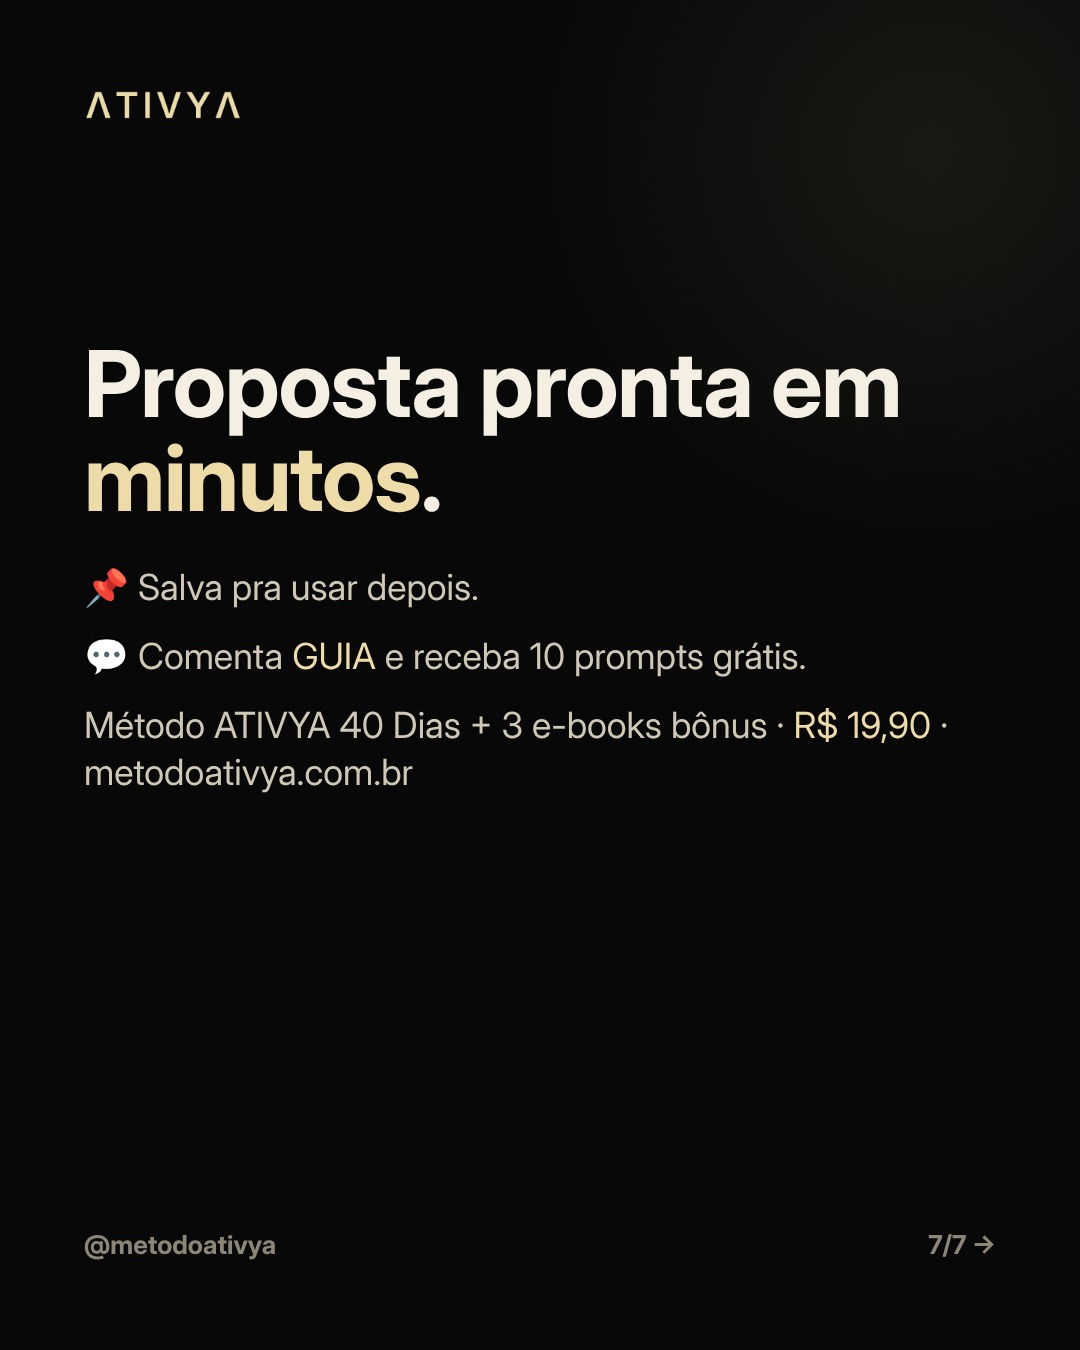 ATIVYA
Proposta pronta em
minutos.
📌 Salva pra usar depois.
💬 Comenta GUIA e receba 10 prompts grátis.
Método ATIVYA 40 Dias + 3 e-books bônus · R$ 19,90 ·
metodoativya.com.br
@metodoativya
7/7 →